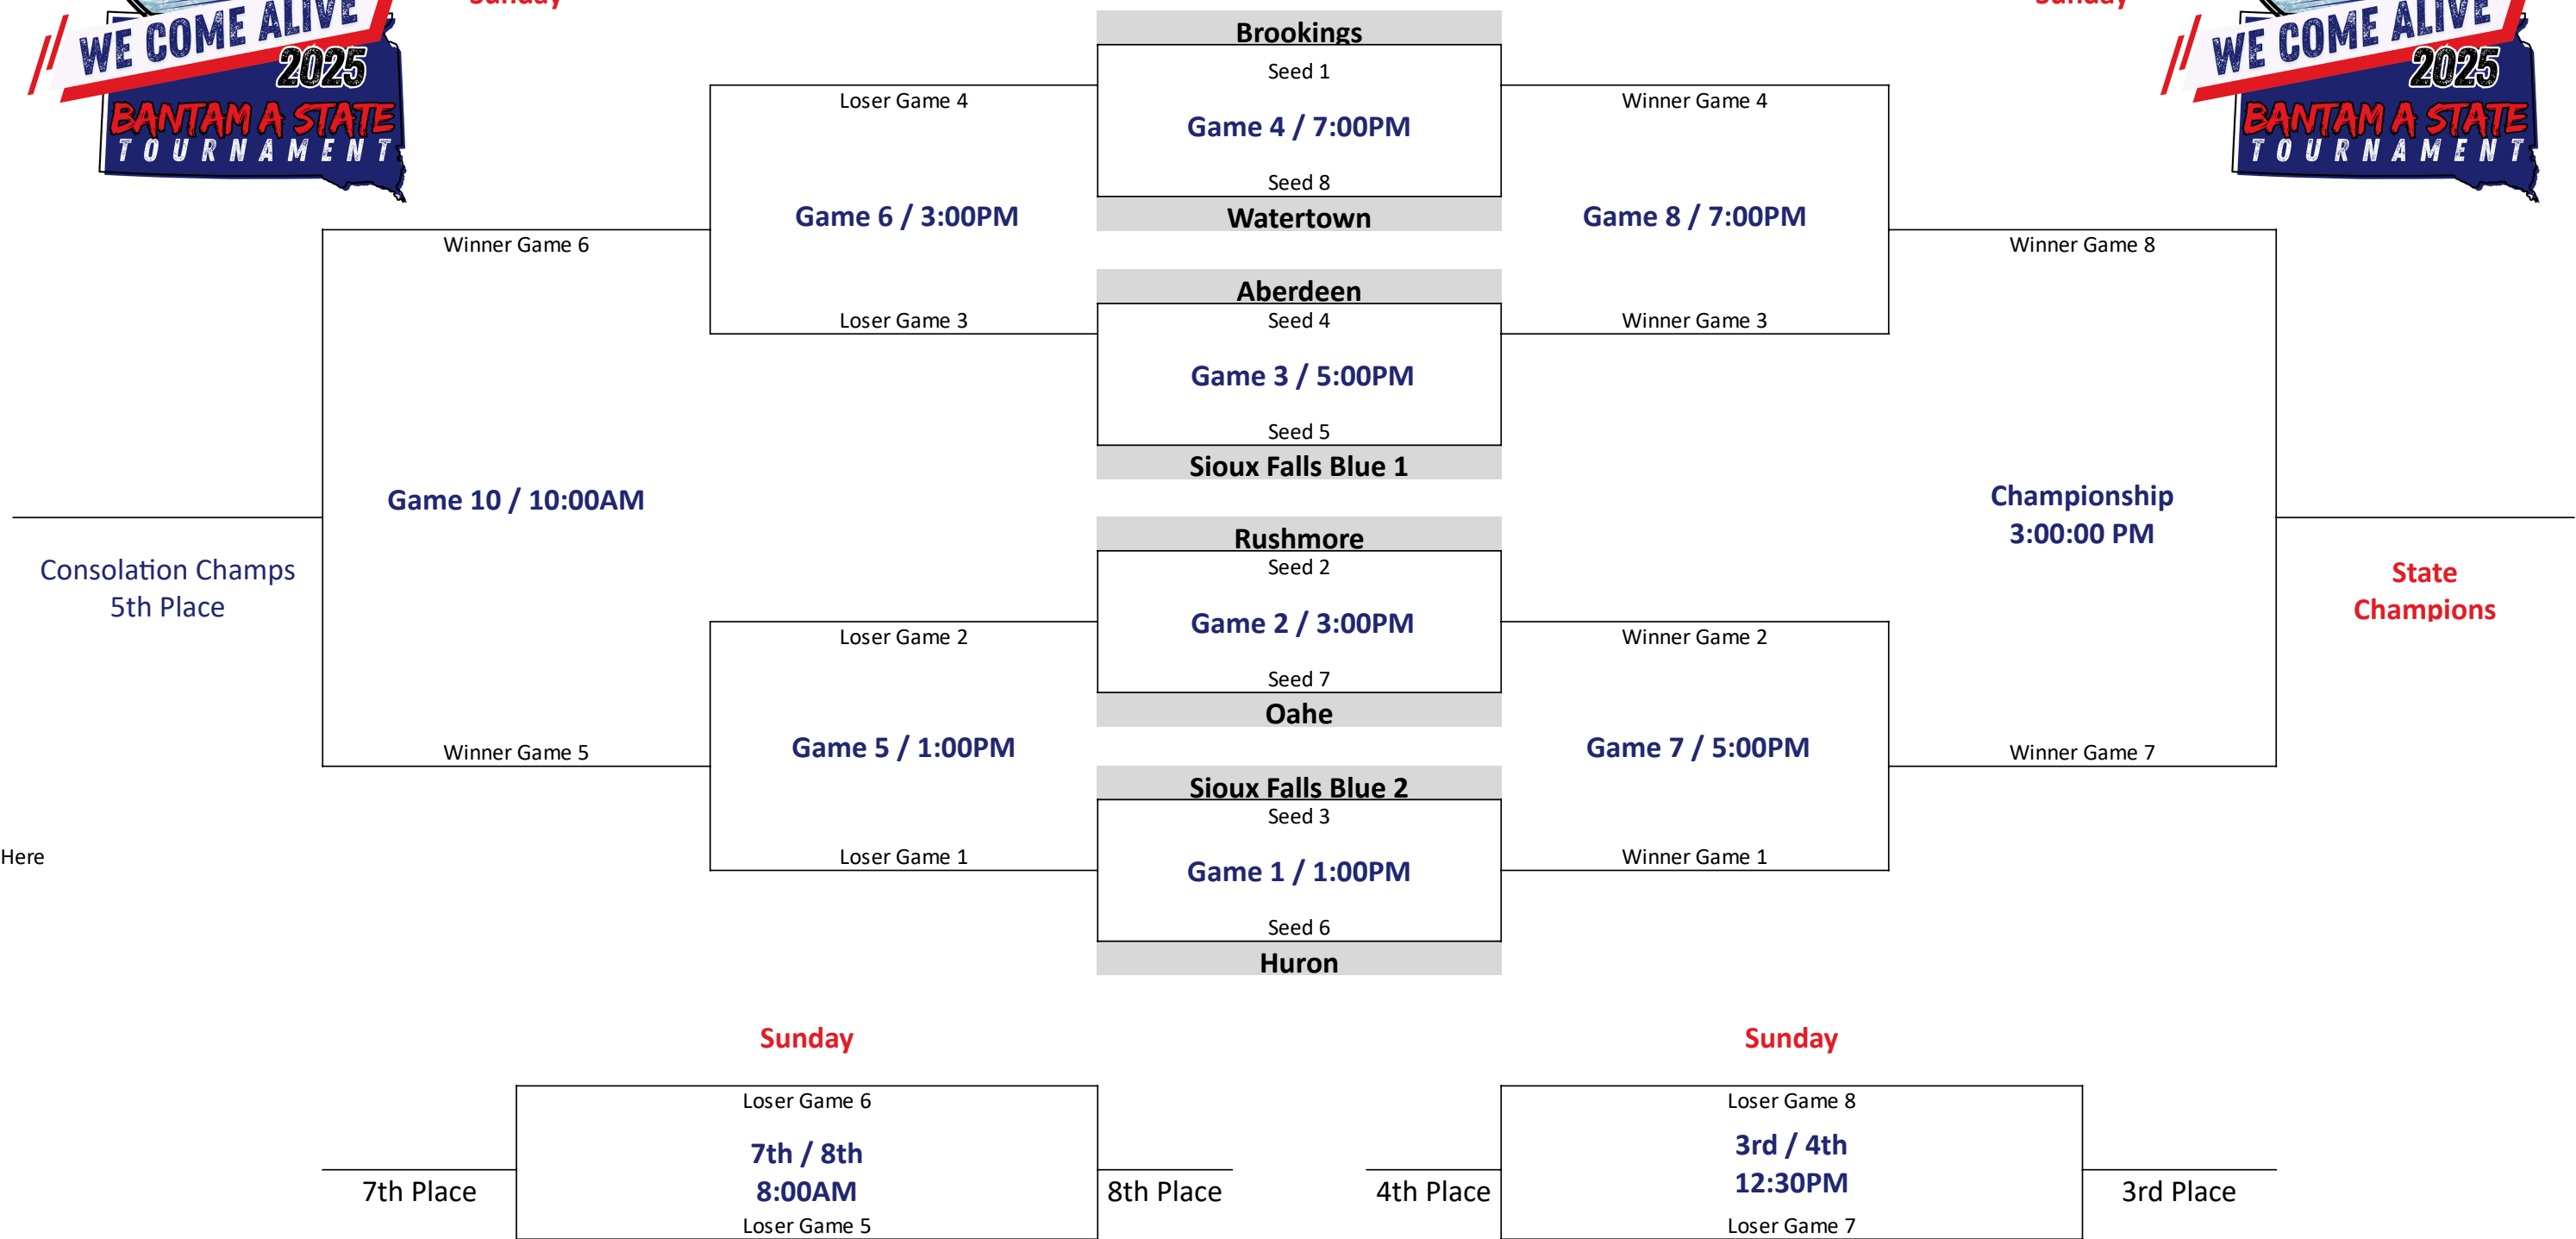 Sunday
Sunday
WE COME ALIVE
2025
BANTAM A STATE
TOURNAMENT
WE COME ALIVE
2025
BANTAM A STATE
TOURNAMENT
Brookings
Seed 1
Loser Game 4
Winner Game 4
Game 4 / 7:00PM
Seed 8
Game 6 / 3:00PM
Watertown
Game 8 / 7:00PM
Winner Game 6
Winner Game 8
Aberdeen
Loser Game 3
Seed 4
Winner Game 3
Game 3 / 5:00PM
Seed 5
Sioux Falls Blue 1
Game 10 / 10:00AM
Championship
3:00:00 PM
Rushmore
Consolation Champs
5th Place
Seed 2
State
Champions
Game 2 / 3:00PM
Loser Game 2
Winner Game 2
Seed 7
Oahe
Winner Game 5
Game 5 / 1:00PM
Game 7 / 5:00PM
Winner Game 7
Sioux Falls Blue 2
Seed 3
Here
Loser Game 1
Winner Game 1
Game 1 / 1:00PM
Seed 6
Huron
Sunday
Sunday
Loser Game 6
Loser Game 8
7th / 8th
8:00AM
3rd / 4th
12:30PM
7th Place
8th Place
4th Place
3rd Place
Loser Game 5
Loser Game 7